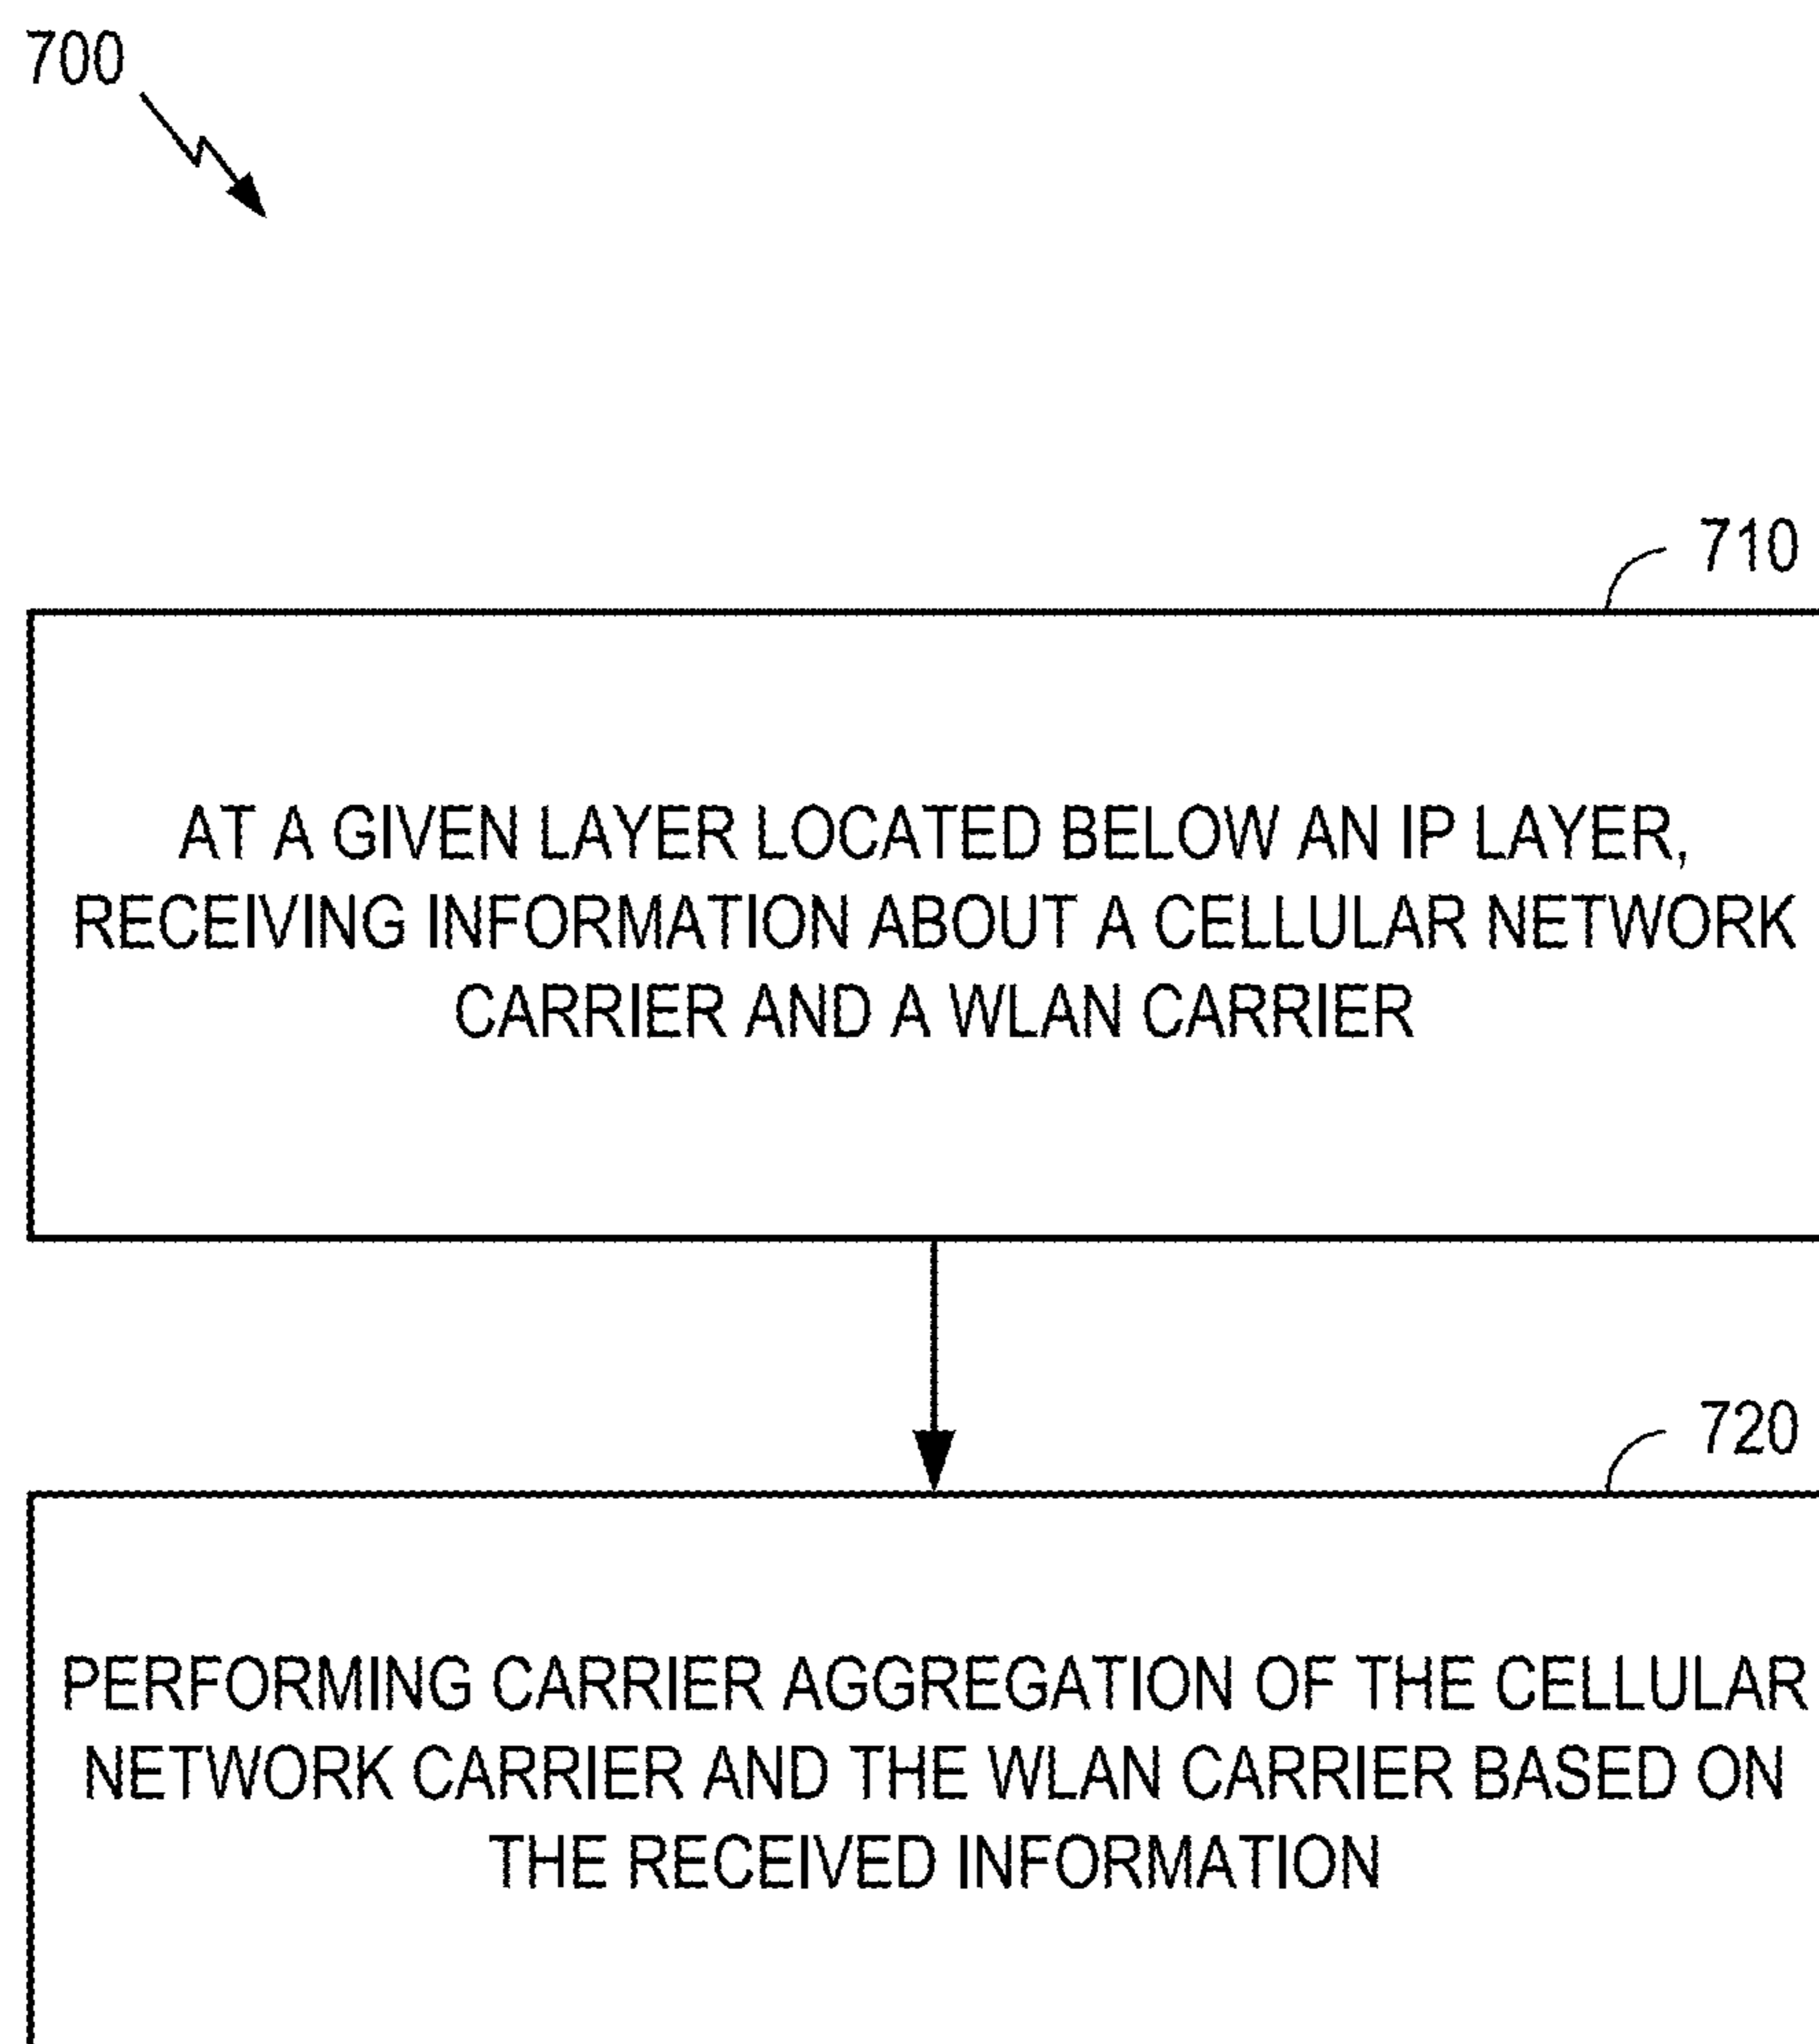 700
710
AT A GIVEN LAYER LOCATED BELOW AN IP LAYER,
RECEIVING INFORMATION ABOUT A CELLULAR NETWORK
CARRIER AND A WLAN CARRIER
720
PERFORMING CARRIER AGGREGATION OF THE CELLULAR
NETWORK CARRIER AND THE WLAN CARRIER BASED ON
THE RECEIVED INFORMATION